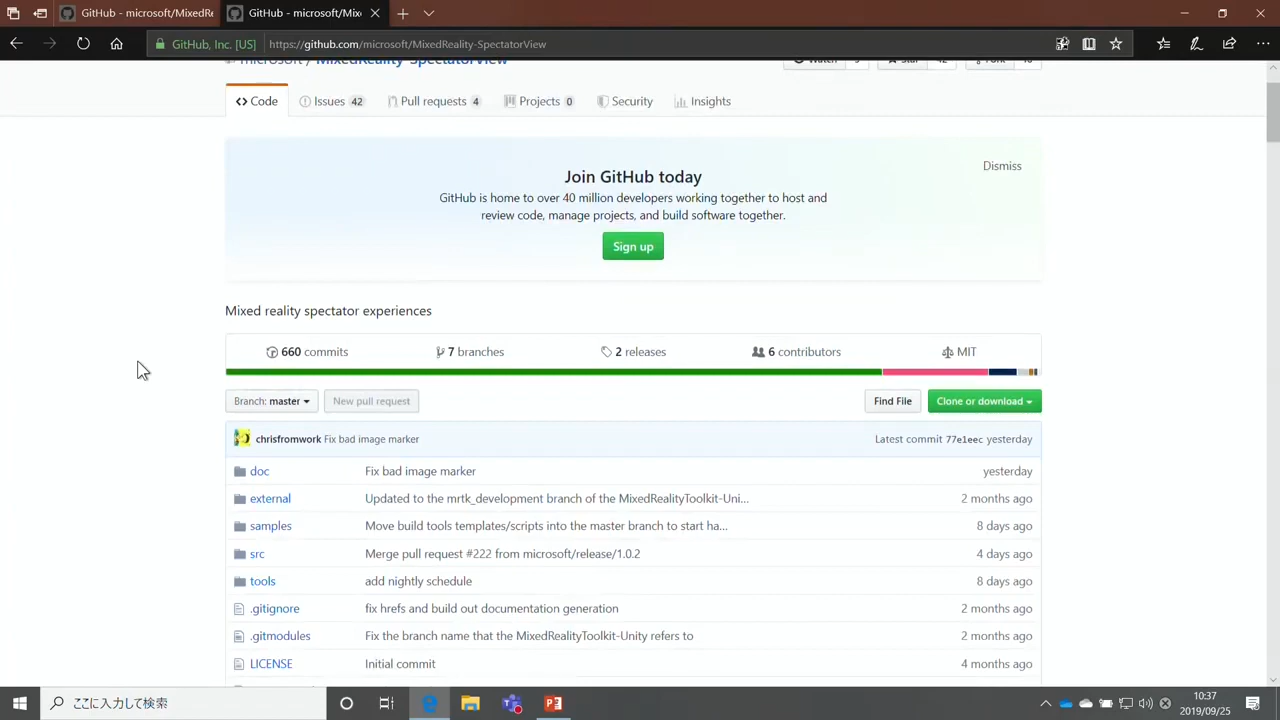 GitHub - microsoft/MixedRe
GitHub - microsoft/Mixe
GitHub, Inc. [US]
https://github.com/microsoft/MixedReality-SpectatorView
microsoft / MixedReality-SpectatorView
Watch
Star
Fork
Code
Issues 42
Pull requests 4
Projects 0
Security
Insights
Join GitHub today
Dismiss
GitHub is home to over 40 million developers working together to host and
review code, manage projects, and build software together.
Sign up
Mixed reality spectator experiences
660 commits
7 branches
2 releases
6 contributors
MIT
Branch: master
New pull request
Find File
Clone or download
chrisfromwork Fix bad image marker
Latest commit 77e1eec yesterday
doc Fix bad image marker yesterday
external Updated to the mrtk_development branch of the MixedRealityToolkit-Uni... 2 months ago
samples Move build tools templates/scripts into the master branch to start ha... 8 days ago
src Merge pull request #222 from microsoft/release/1.0.2 4 days ago
tools add nightly schedule 8 days ago
.gitignore fix hrefs and build out documentation generation 2 months ago
.gitmodules Fix the branch name that the MixedRealityToolkit-Unity refers to 2 months ago
LICENSE Initial commit 4 months ago
ここに入力して検索
10:37
2019/09/25